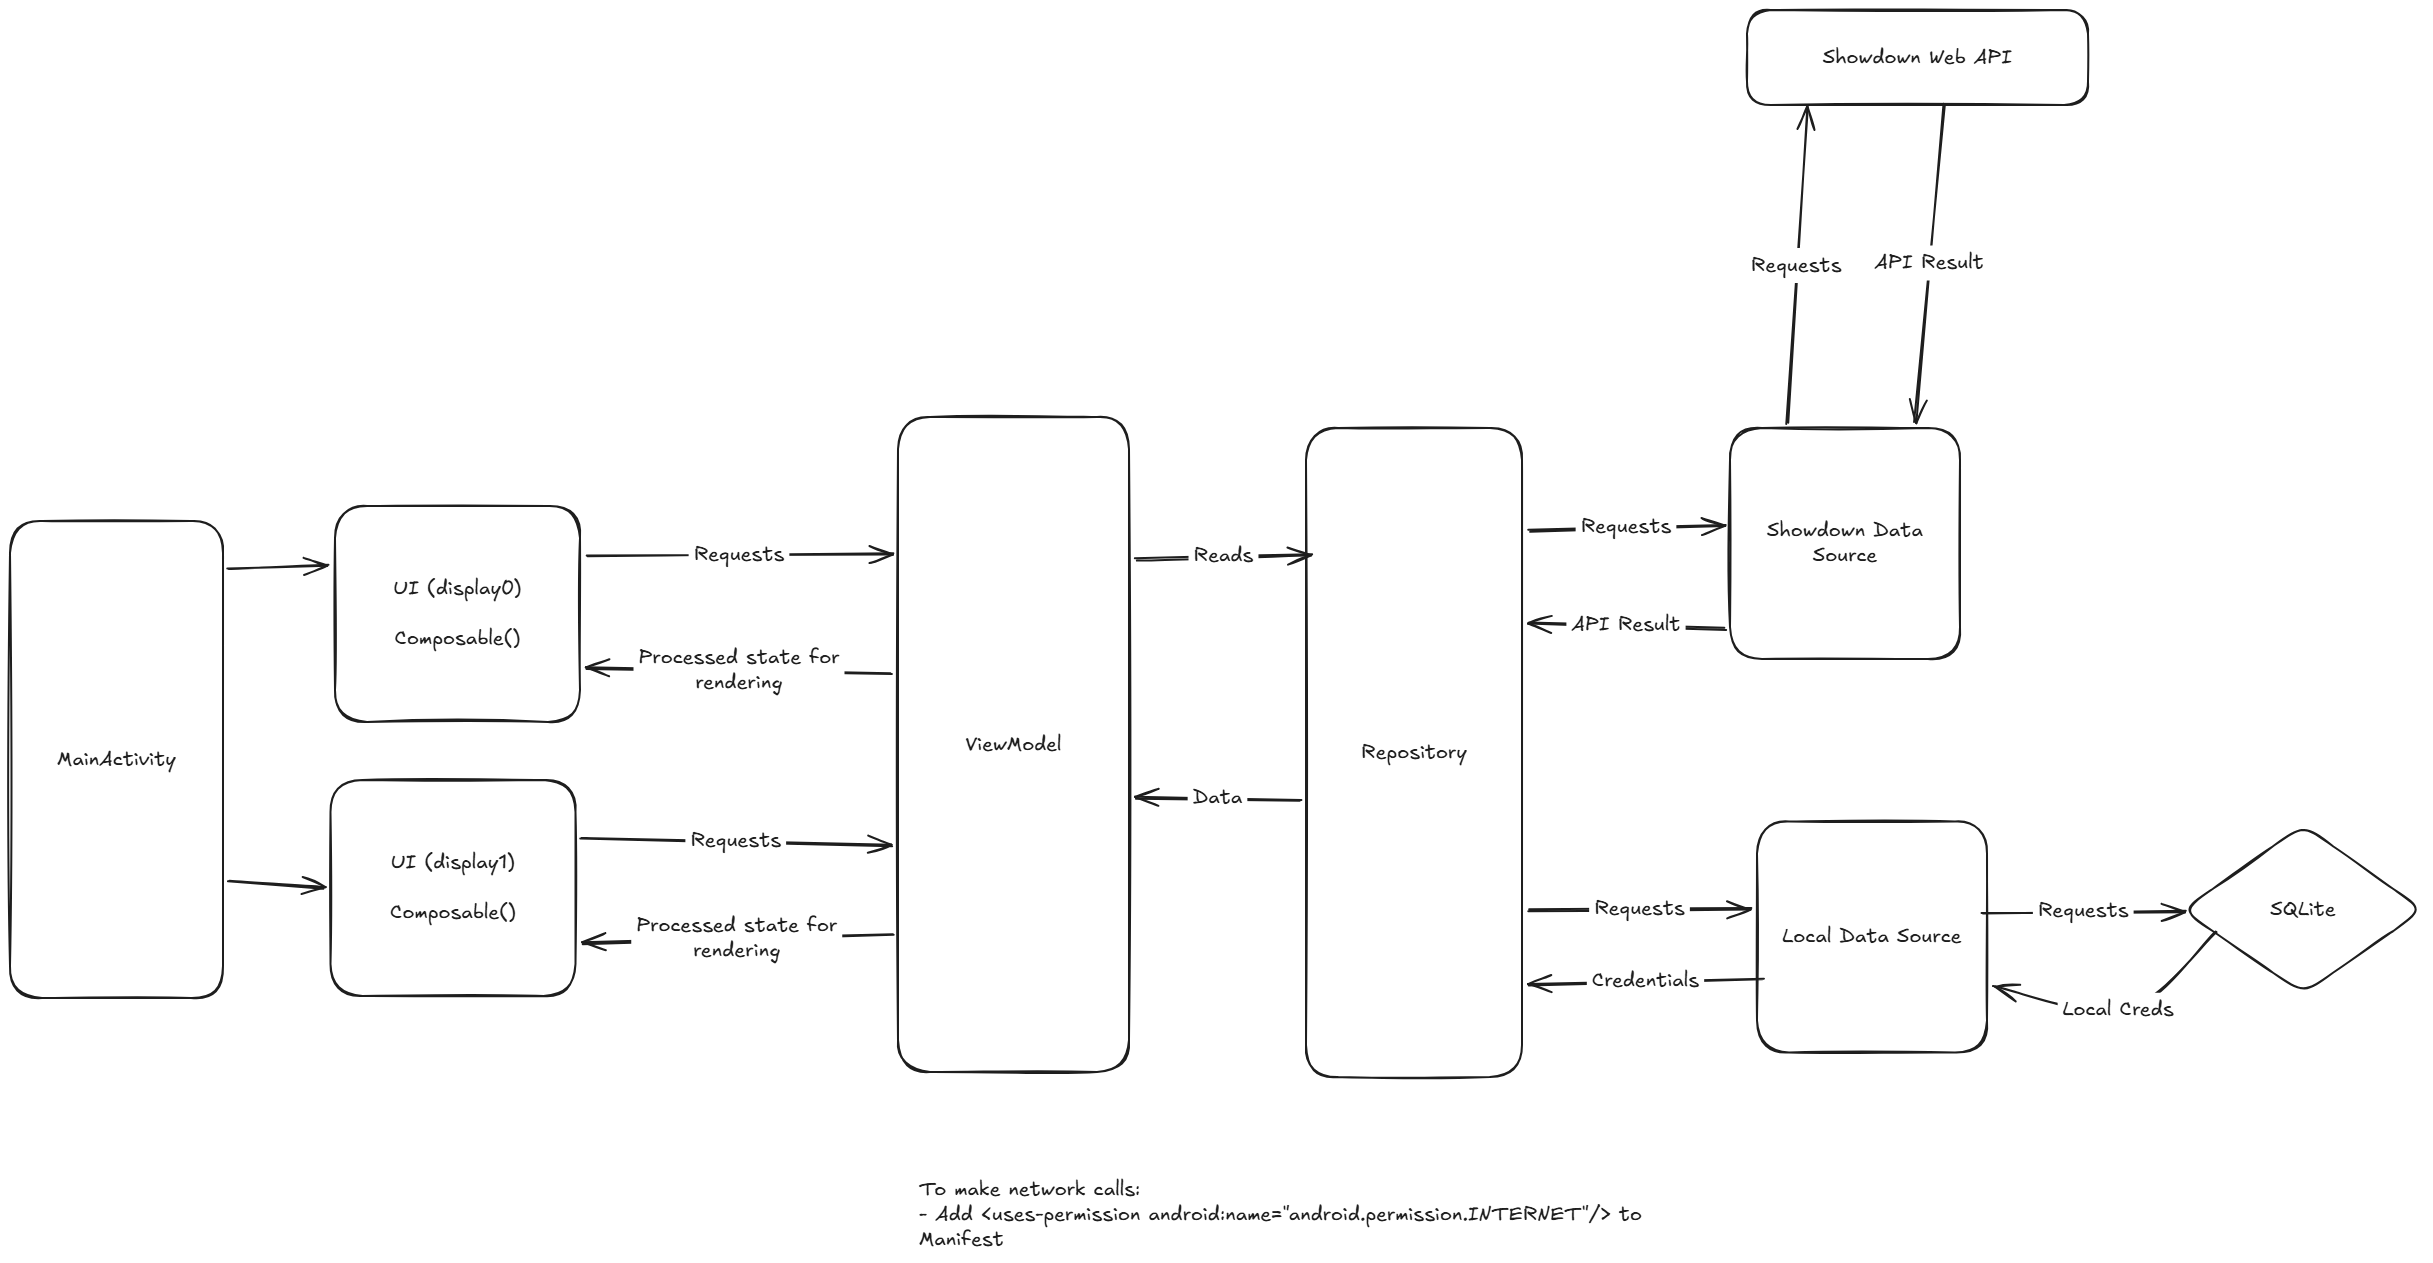 Showdown Web API
Requests
API Result
MainActivity
UI (display0)
Composable()
Requests
Processed state for
rendering
UI (display1)
Composable()
Requests
Processed state for
rendering
ViewModel
Reads
Data
Repository
Requests
API Result
Showdown Data
Source
Requests
Credentials
Local Data Source
Requests
Local Creds
SQLite
To make network calls:
- Add <uses-permission android:name="android.permission.INTERNET"/> to
Manifest